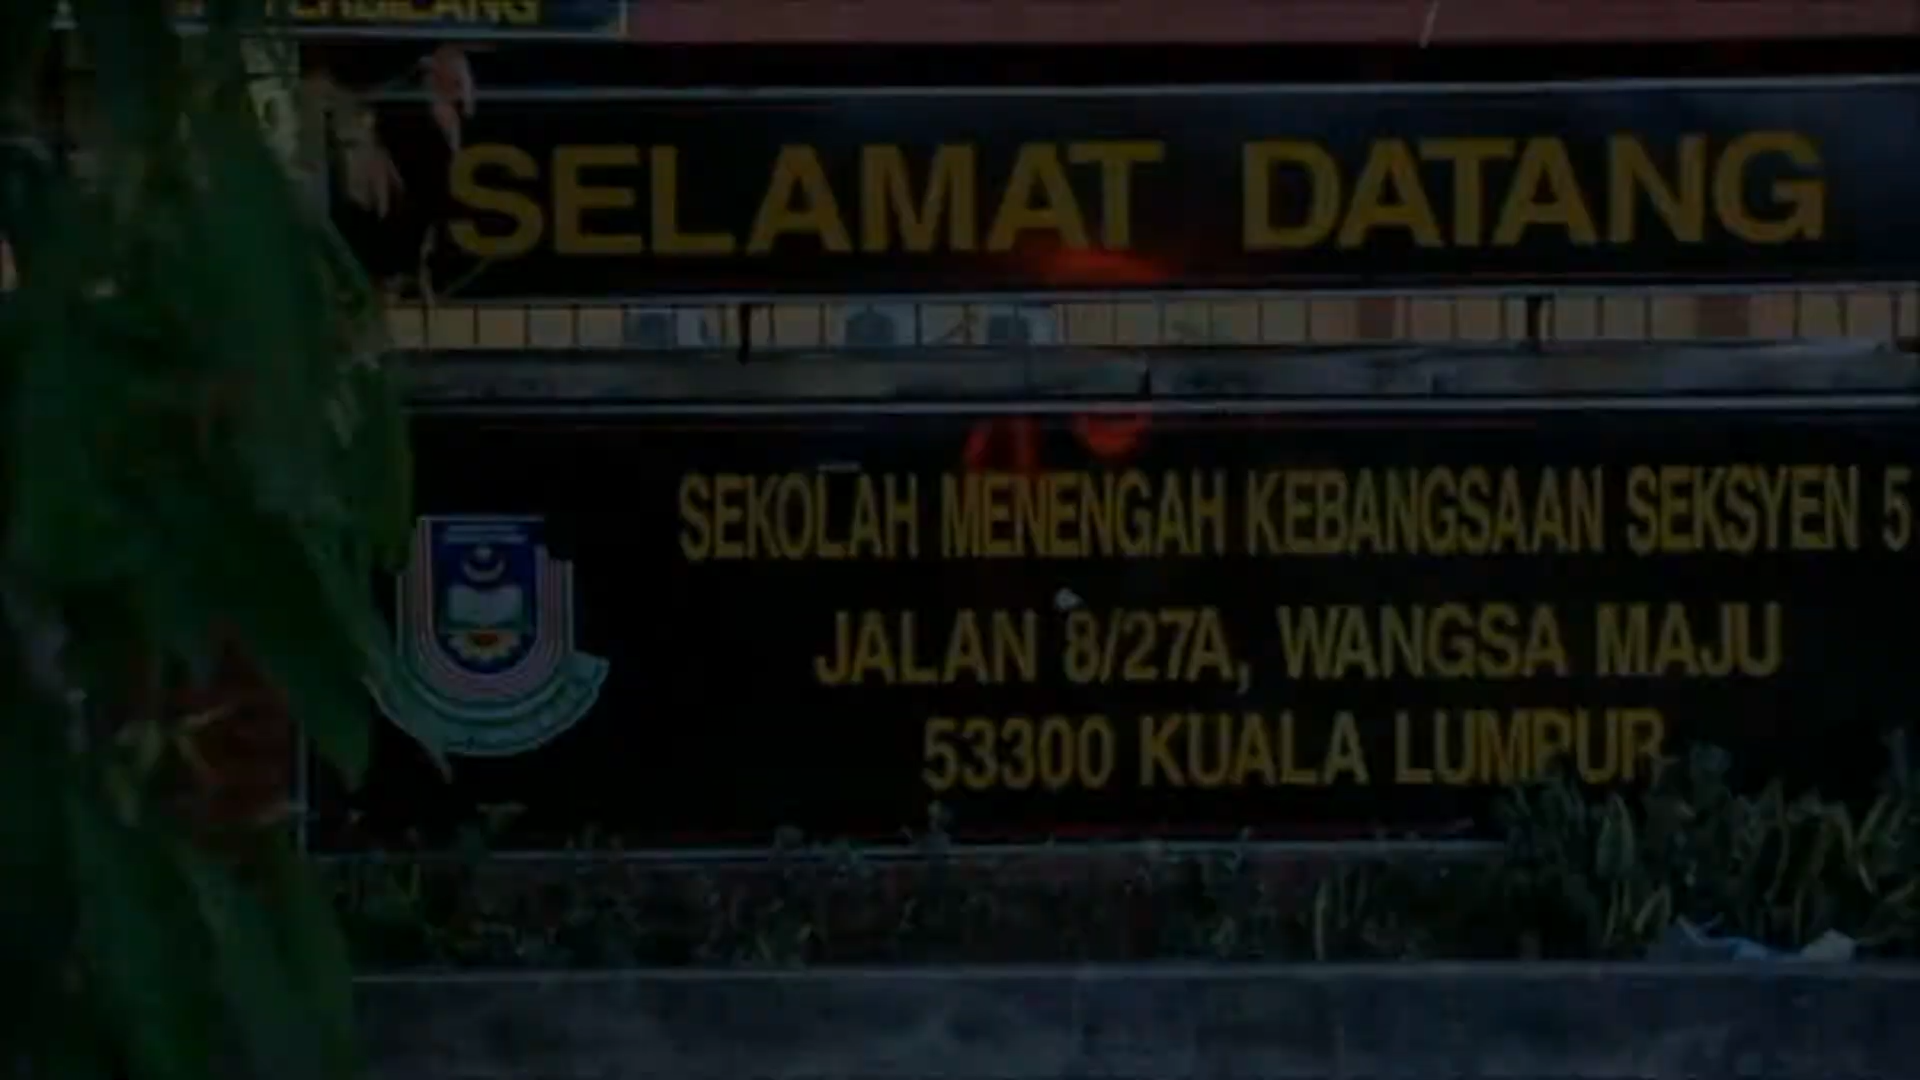 SELAMAT DATANG
SEKOLAH MENENGAH KEBANGSAAN SEKSYEN 5
JALAN 8/27A, WANGSA MAJU
53300 KUALA LUMPUR